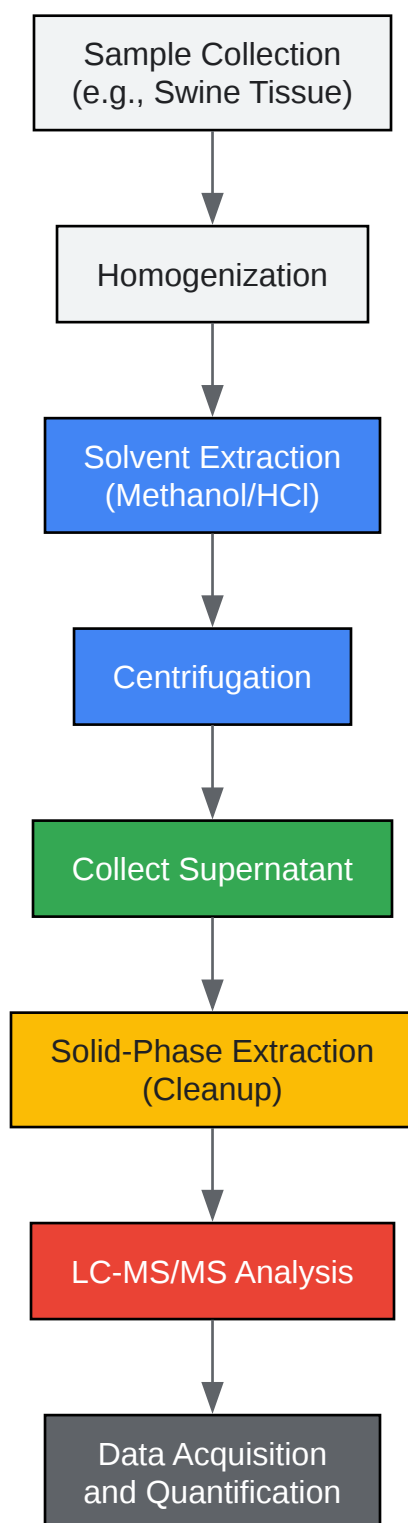 Sample Collection
(e.g., Swine Tissue)
Homogenization
Solvent Extraction
(Methanol/HCl)
Centrifugation
Collect Supernatant
Solid-Phase Extraction
(Cleanup)
LC-MS/MS Analysis
Data Acquisition
and Quantification